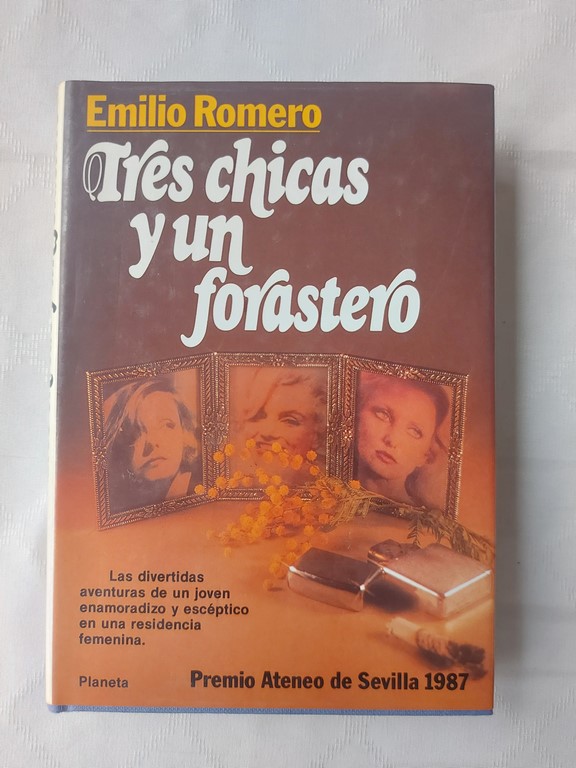 Emilio Romero
Tres chicas
y un
forastero
Las divertidas
aventuras de un joven
enamoradizo y escéptico
en una residencia
femenina.
Planeta
Premio Ateneo de Sevilla 1987